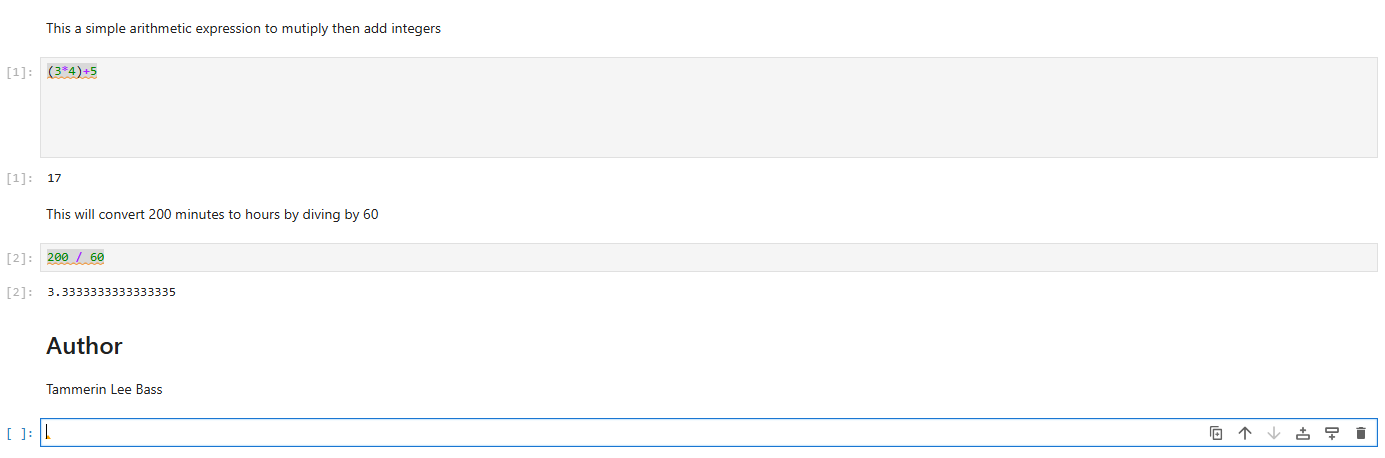 This a simple arithmetic expression to mutiply then add integers
[1]: (3*4)+5
[1]: 17
This will convert 200 minutes to hours by diving by 60
[2]: 200 / 60
[2]: 3.3333333333333335
Author
Tammerin Lee Bass
[ ]: